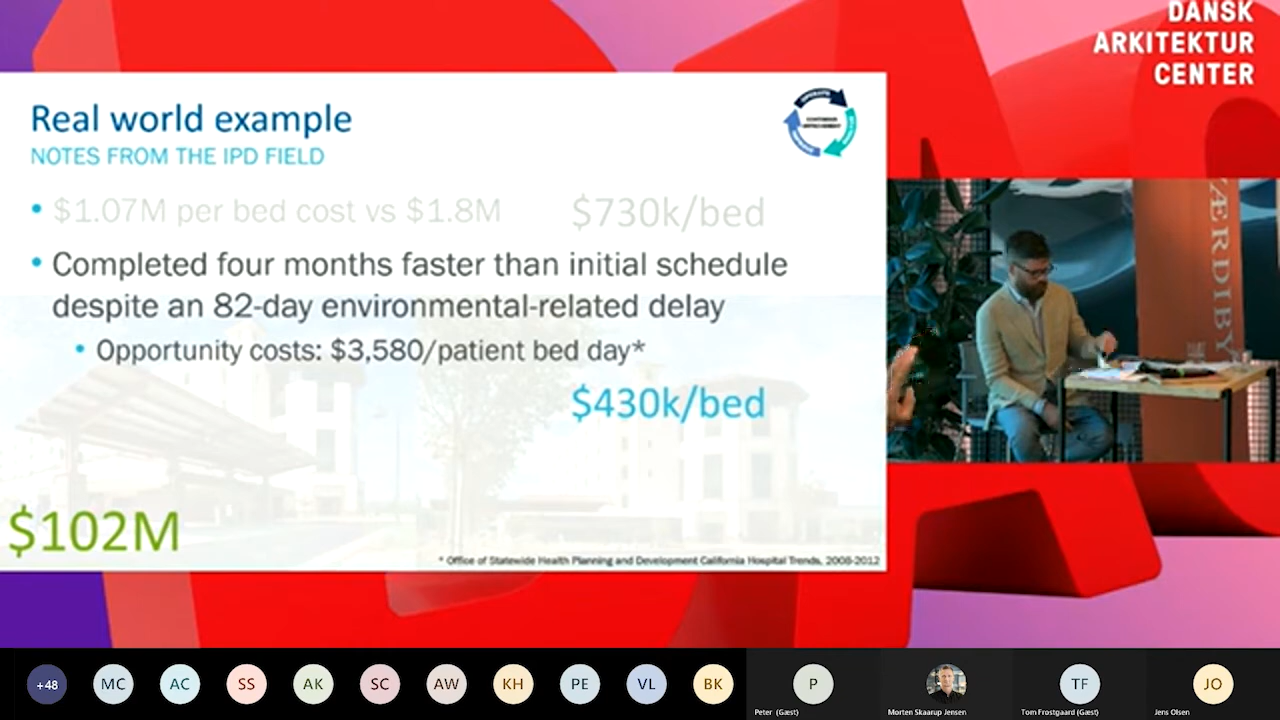 DANSK
ARKITEKTUR
CENTER
Real world example
NOTES FROM THE IPD FIELD
• $1.07M per bed cost vs $1.8M
$730k/bed
• Completed four months faster than initial schedule
despite an 82-day environmental-related delay
• Opportunity costs: $3,580/patient bed day*
$430k/bed
$102M
* Office of Statewide Health Planning and Development California Hospital Trends, 2008-2012
ÆRDIBY
+48
MC
AC
SS
AK
SC
AW
KH
PE
VL
BK
P
TF
JO
Peter (Gæst)
Morten Skaarup Jensen
Tom Frostgaard (Gæst)
Jens Olsen